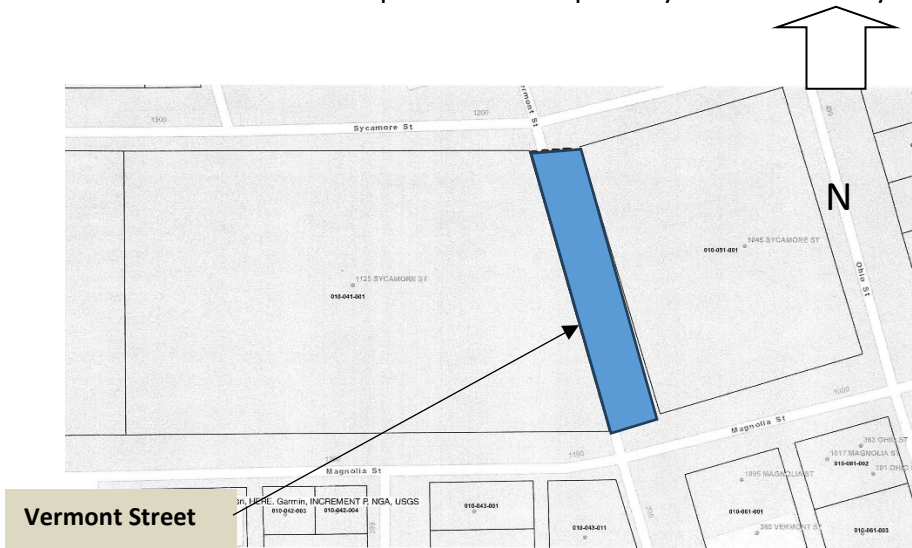 1300
Sycamore St
1200
rmont St
N
1045 SYCAMORE ST
010-051-001
Ohio St
1125 SYCAMORE ST
010-041-001
1000
Magnolia St
1100
Magnolia St
363 OHIO ST
1017 MAGNOLIA ST
010-061-002
381 OHIO
1095 MAGNOLIA ST
sri, HERE, Garmin, INCREMENT P, NGA, USGS
010-042-003
010-042-004
010-043-001
010-043-011
010-061-001
380 VERMONT ST
010-061-003
Vermont Street